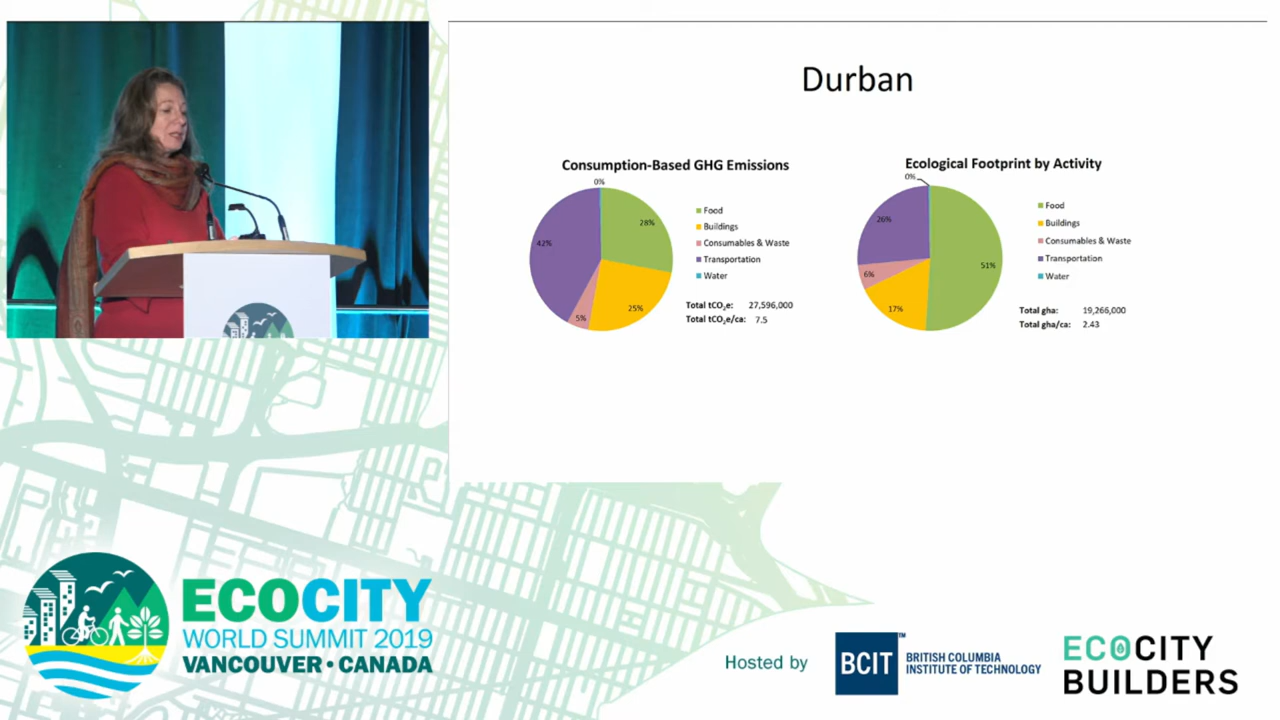 Durban
Consumption-Based GHG Emissions
0%
28%
42%
25%
5%
Food
Buildings
Consumables & Waste
Transportation
Water
Total tCO₂e: 27,596,000
Total tCO₂e/ca: 7.5
Ecological Footprint by Activity
0%
26%
51%
6%
17%
Food
Buildings
Consumables & Waste
Transportation
Water
Total gha: 19,266,000
Total gha/ca: 2.43
ECOCITY
WORLD SUMMIT 2019
VANCOUVER • CANADA
Hosted by
BCIT™
BRITISH COLUMBIA
INSTITUTE OF TECHNOLOGY
ECOCITY
BUILDERS